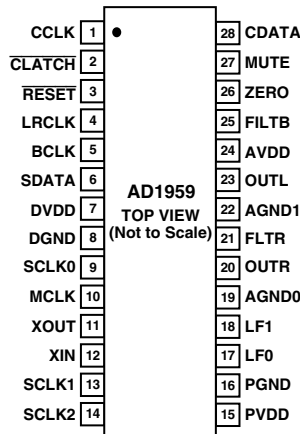 CCLK 1 28 CDATA
CLATCH 2 27 MUTE
RESET 3 26 ZERO
LRCLK 4 25 FILTB
BCLK 5 24 AVDD
SDATA 6 23 OUTL
DVDD 7 22 AGND1
DGND 8 21 FLTR
SCLK0 9 20 OUTR
MCLK 10 19 AGND0
XOUT 11 18 LF1
XIN 12 17 LF0
SCLK1 13 16 PGND
SCLK2 14 15 PVDD
AD1959
TOP VIEW
(Not to Scale)